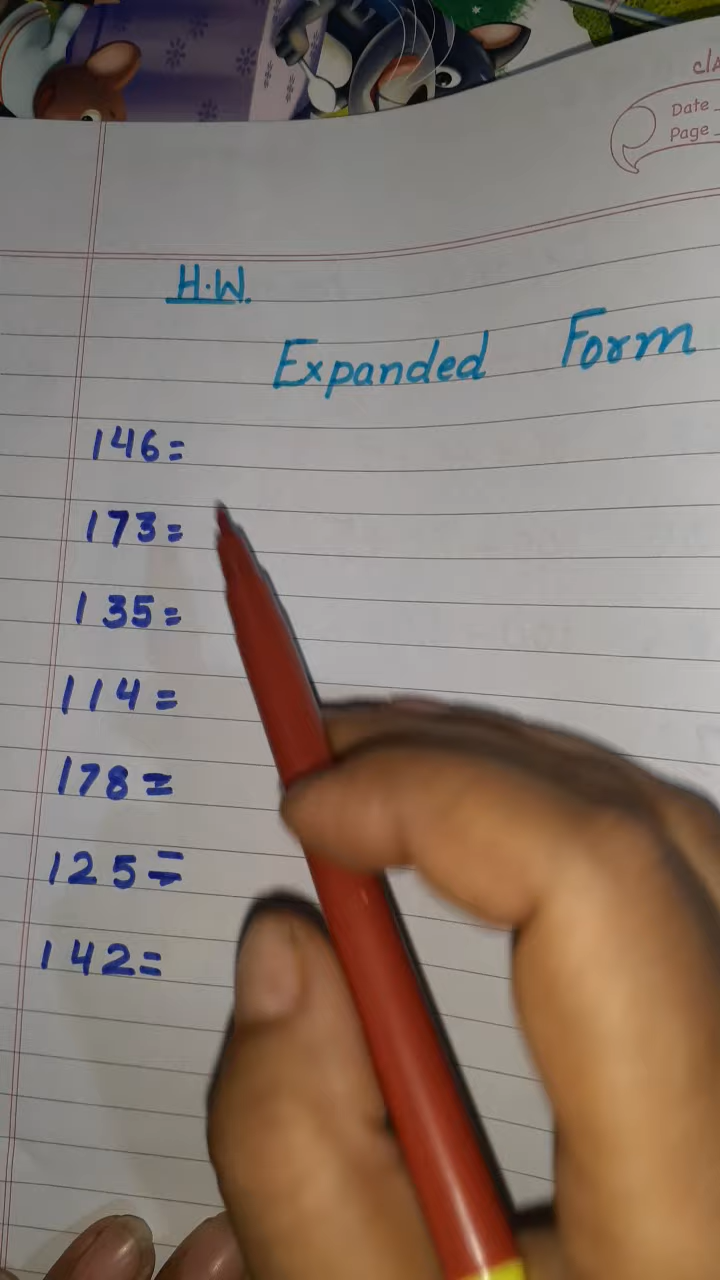 Date
Page
H.W.
Expanded Form
146=
173=
135=
114=
178=
125=
142=